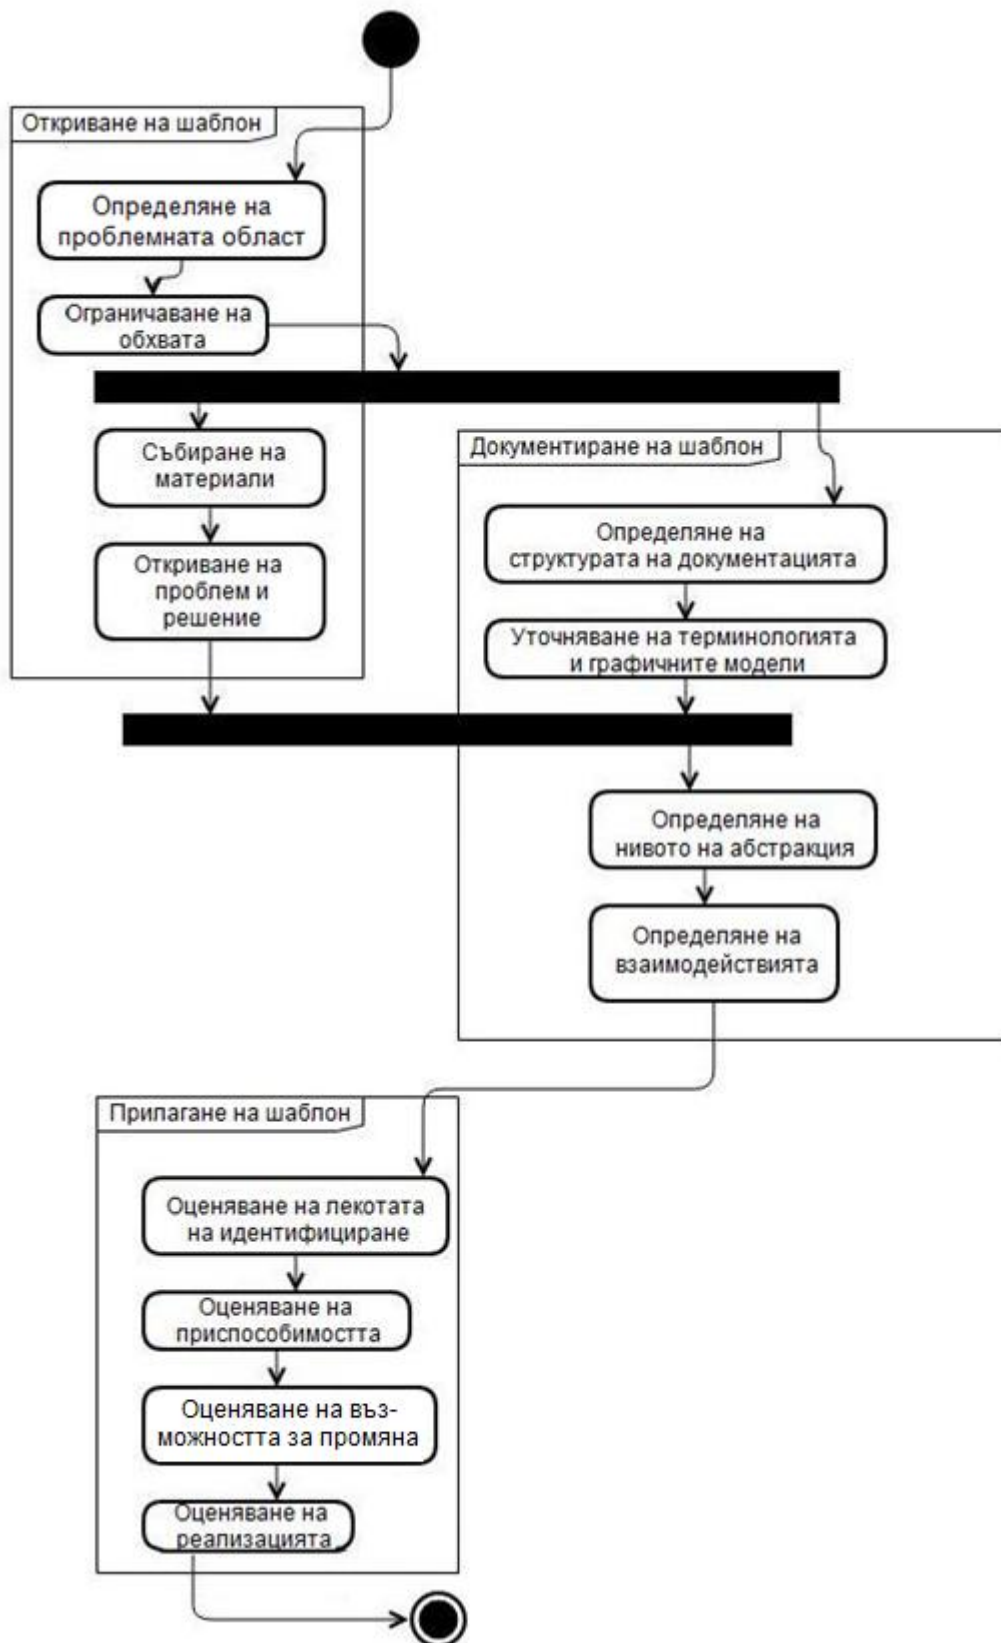 Откриване на шаблон
Определяне на
проблемната област
Ограничаване на
обхвата
Събиране на
материали
Откриване на
проблем и
решение
Документиране на шаблон
Определяне на
структурата на документацията
Уточняване на терминологията
и графичните модели
Определяне на
нивото на абстракция
Определяне на
взаимодействията
Прилагане на шаблон
Оценяване на лекотата
на идентифициране
Оценяване на
приспособимостта
Оценяване на въз-
можността за промяна
Оценяване на
реализацията